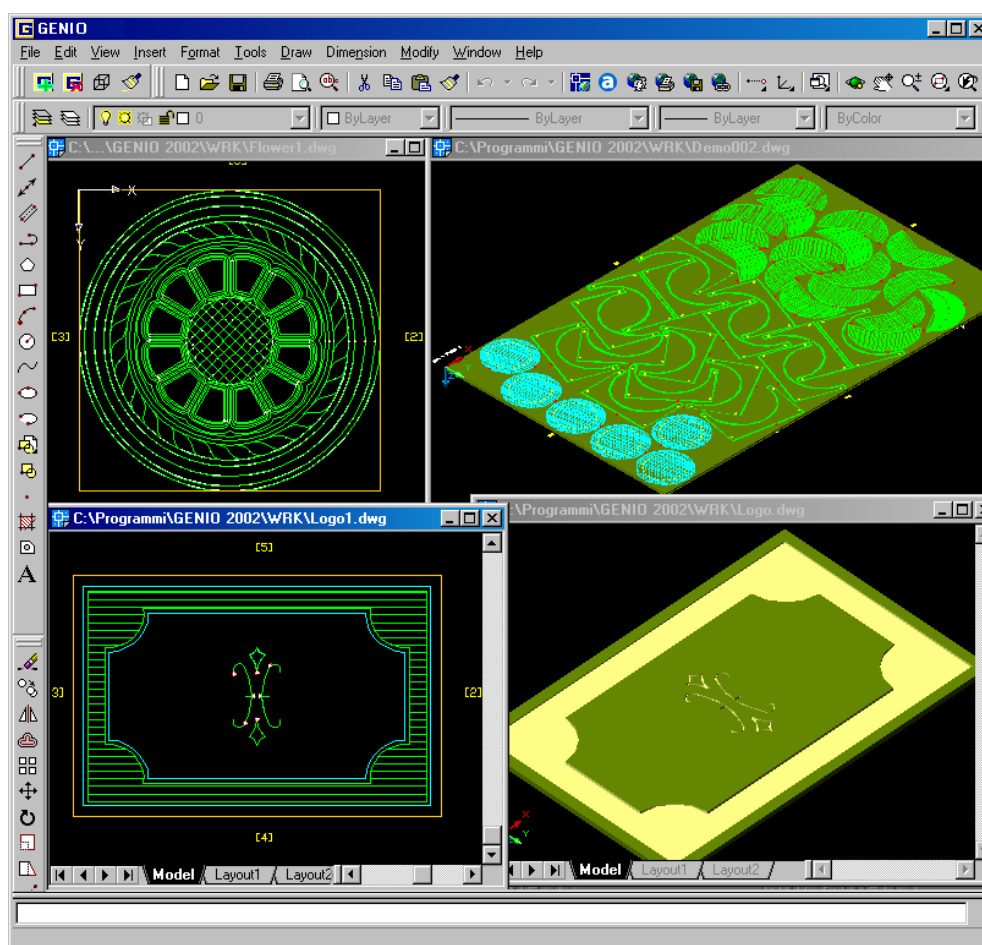 GENIO
File Edit View Insert Format Tools Draw Dimension Modify Window Help
0 ByLayer ByLayer ByLayer ByColor
C:\...\GENIO 2002\WRK\Flower1.dwg
X
Y
[3]
[2]
C:\Programmi\GENIO 2002\WRK\Demo002.dwg
X
Y
Z
A
C:\Programmi\GENIO 2002\WRK\Logo1.dwg
[5]
3]
[2]
[4]
Model Layout1 Layout2
:\Programmi\GENIO 2002\WRK\Logo.dwg
X
Y
Model Layout1 Layout2